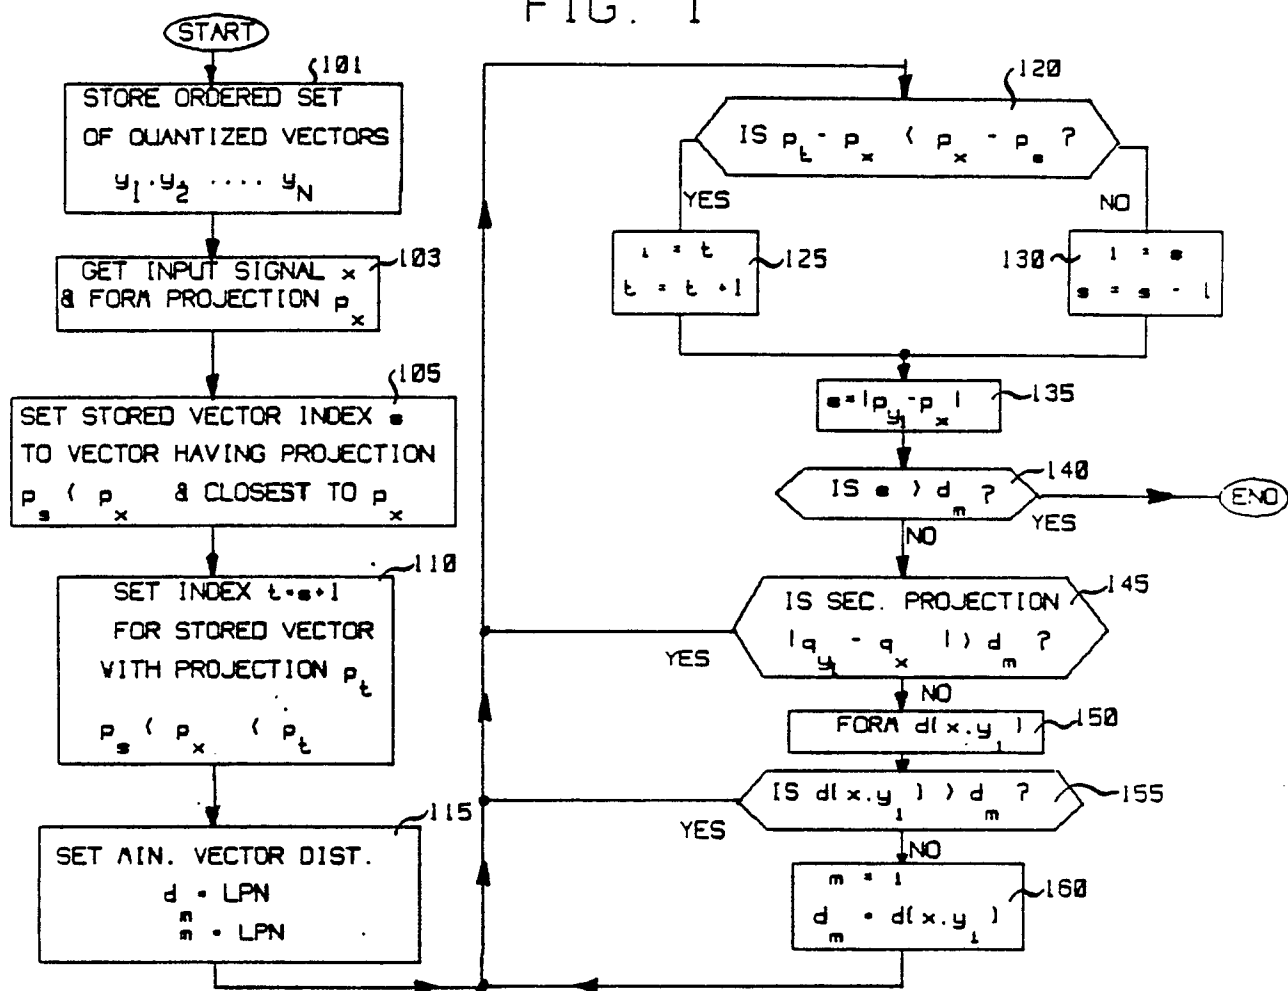 FIG. 1
START
101
STORE ORDERED SET
OF QUANTIZED VECTORS
y1.y2 .... yN
103
GET INPUT SIGNAL x
& FORM PROJECTION px
105
SET STORED VECTOR INDEX s
TO VECTOR HAVING PROJECTION
ps < px & CLOSEST TO px
110
SET INDEX t=s+1
FOR STORED VECTOR
WITH PROJECTION pt
ps < px < pt
115
SET MIN. VECTOR DIST.
dm = LPN
m = LPN
120
IS pt - px < px - ps ?
YES
NO
i = t
t = t + 1
125
130
i = s
s = s - 1
135
e=|pyi-px|
140
IS e > dm ?
YES
END
NO
145
IS SEC. PROJECTION
|qyi - qx| > dm ?
YES
NO
150
FORM d(x.yi)
IS d(x.yi) > dm ?
155
YES
NO
m = i
dm = d(x.yi)
160